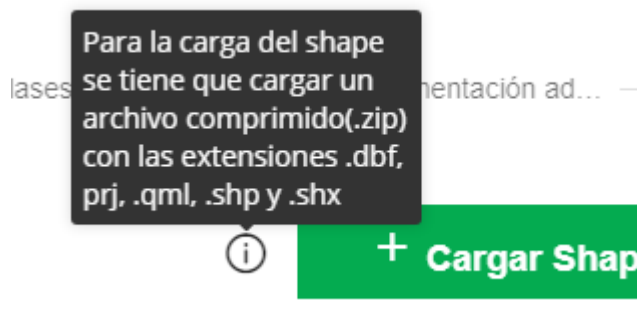 Para la carga del shape
se tiene que cargar un
archivo comprimido(.zip)
con las extensiones .dbf,
prj, .qml, .shp y .shx
ad...
+ Cargar